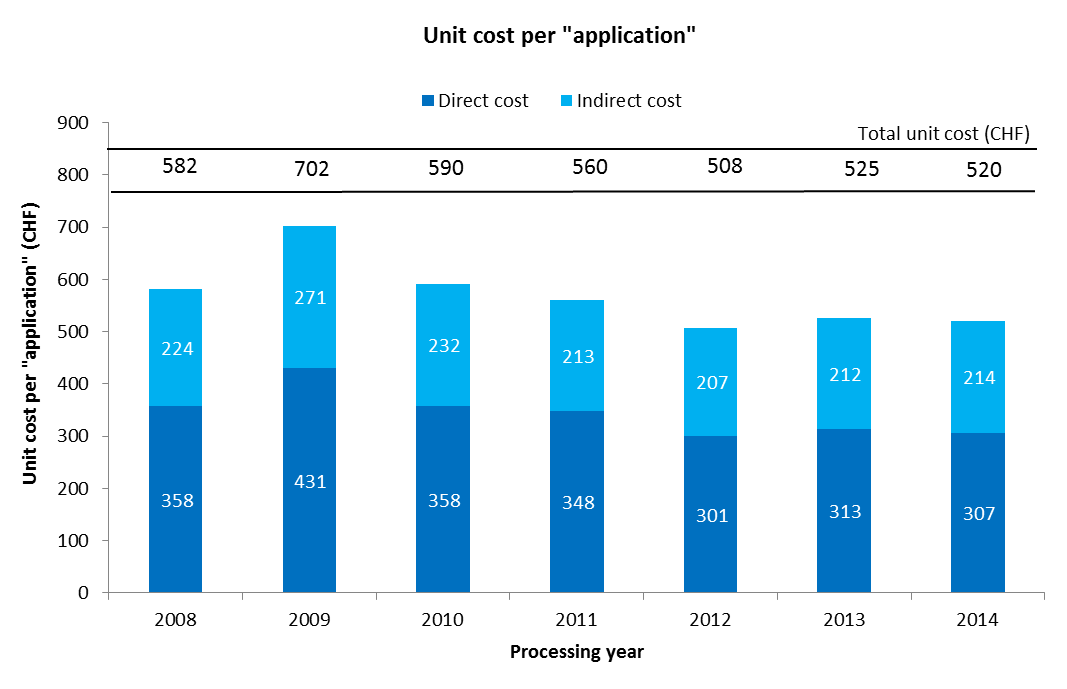 Unit cost per "application"
Direct cost Indirect cost
900
Total unit cost (CHF)
582 702 590 560 508 525 520
800
700
600
500
400
300
200
100
0
224 271 232 213 207 212 214
358 431 358 348 301 313 307
2008 2009 2010 2011 2012 2013 2014
Processing year
Unit cost per "application" (CHF)